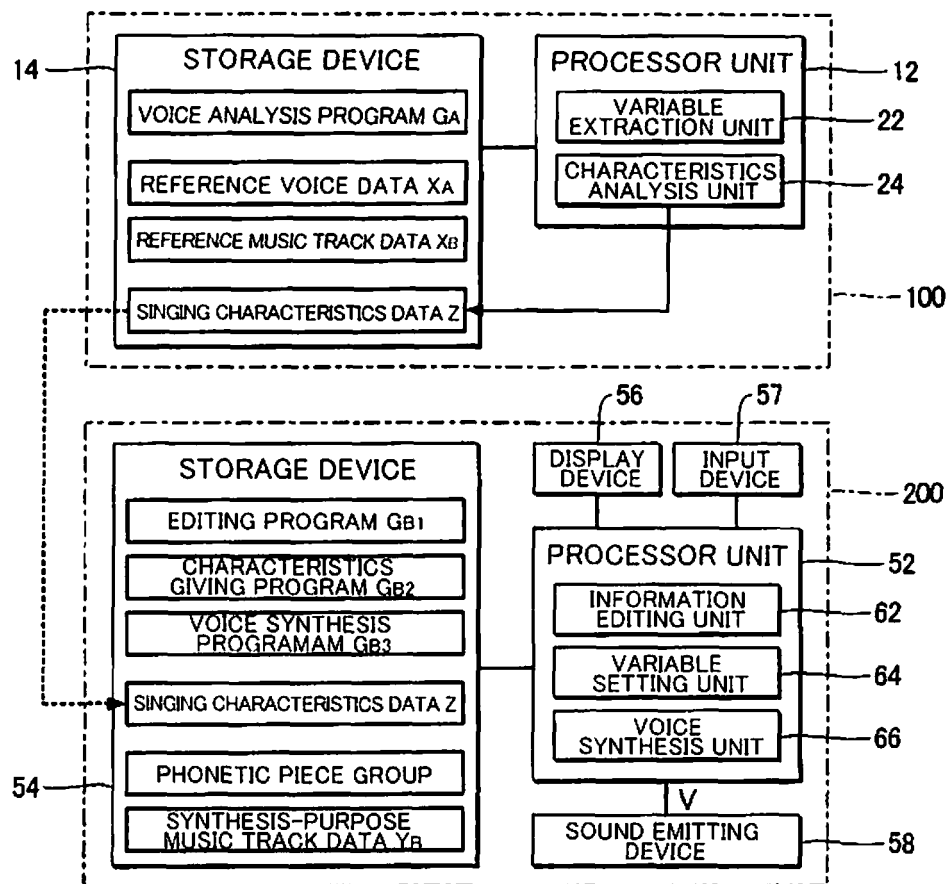 14
STORAGE DEVICE
VOICE ANALYSIS PROGRAM GA
REFERENCE VOICE DATA XA
REFERENCE MUSIC TRACK DATA XB
SINGING CHARACTERISTICS DATA Z
PROCESSOR UNIT
12
VARIABLE
EXTRACTION UNIT
22
CHARACTERISTICS
ANALYSIS UNIT
24
100
56
57
DISPLAY
DEVICE
INPUT
DEVICE
200
STORAGE DEVICE
EDITING PROGRAM GB1
CHARACTERISTICS
GIVING PROGRAM GB2
VOICE SYNTHESIS
PROGRAMAM GB3
SINGING CHARACTERISTICS DATA Z
PHONETIC PIECE GROUP
SYNTHESIS-PURPOSE
MUSIC TRACK DATA YB
54
PROCESSOR UNIT
52
INFORMATION
EDITING UNIT
62
VARIABLE
SETTING UNIT
64
VOICE
SYNTHESIS UNIT
66
V
SOUND EMITTING
DEVICE
58